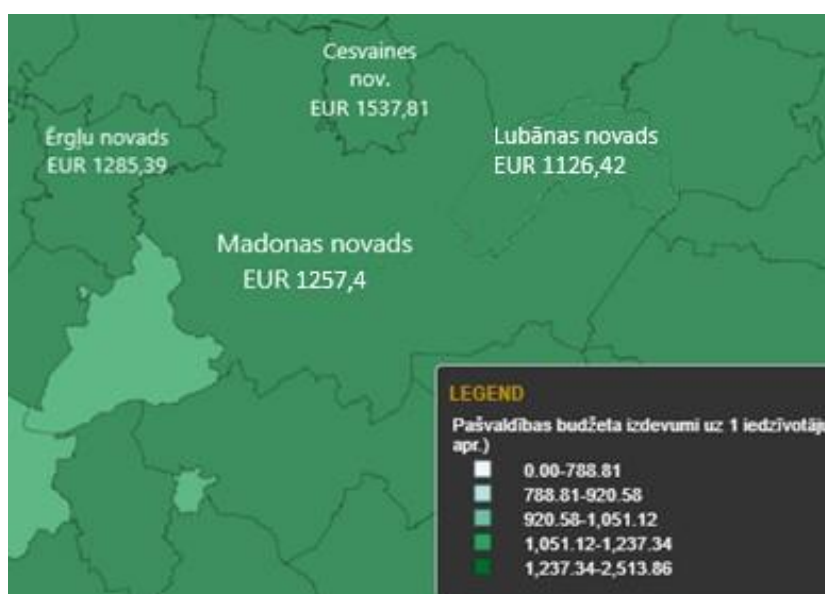 Cesvaines
nov.
EUR 1537,81
Ērgļu novads
EUR 1285,39
Lubānas novads
EUR 1126,42
Madonas novads
EUR 1257,4
LEGEND
Pašvaldības budžeta izdevumi uz 1 iedzīvotāju
apr.)
0.00-788.81
788.81-920.58
920.58-1,051.12
1,051.12-1,237.34
1,237.34-2,513.86